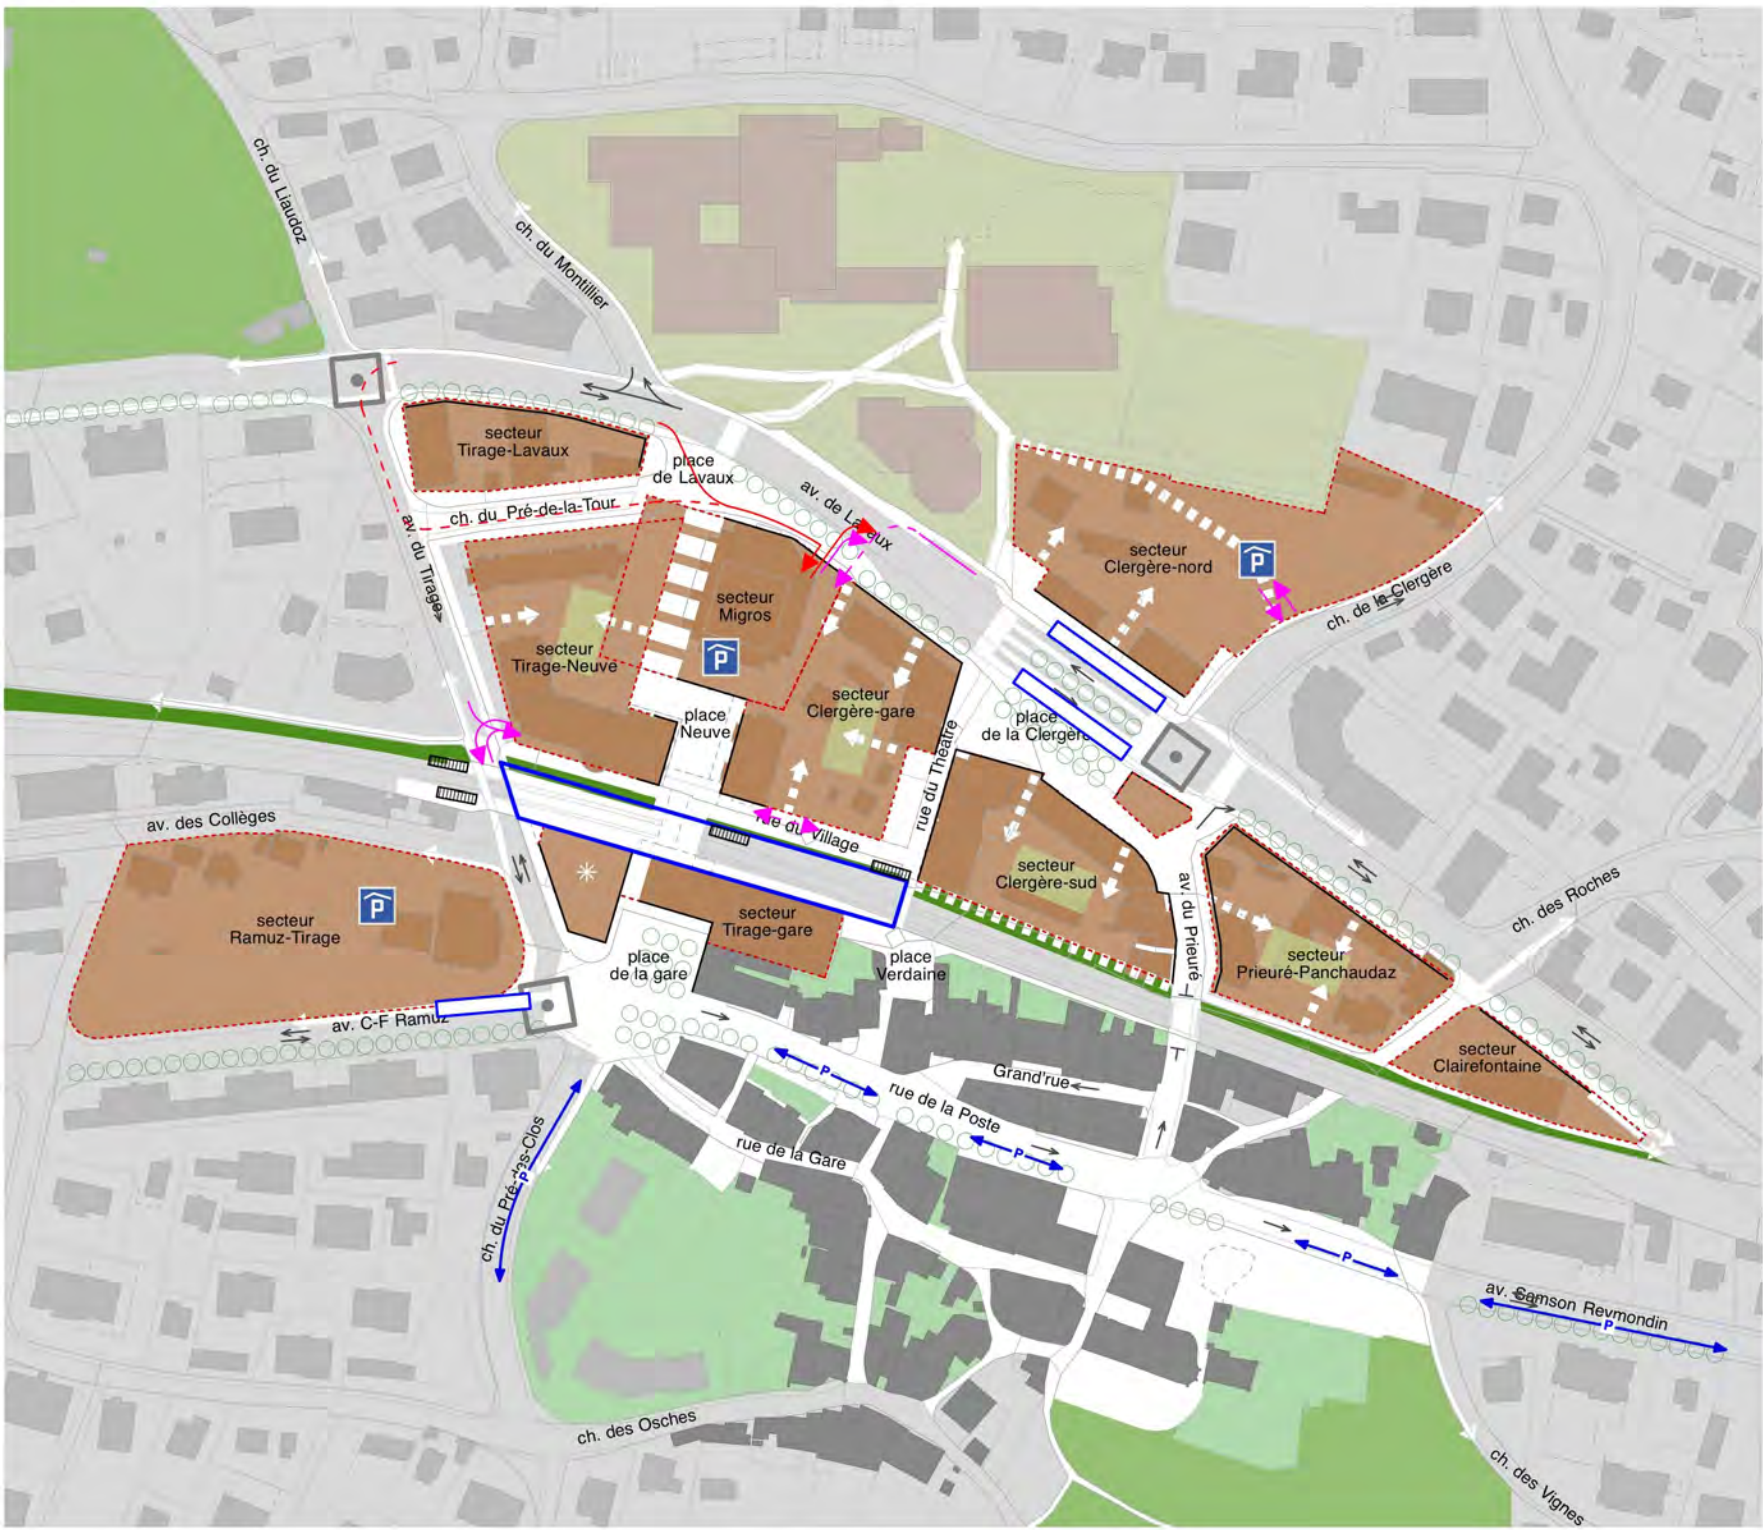 ch. du Liaudoz
ch. du Montillier
secteur
Tirage-Lavaux
place
de Lavaux
av. de Lavaux
ch. du Pré-de-la-Tour
av. du Tirage
secteur
Clergère-nord
P
ch. de la Clergère
secteur
Migros
P
secteur
Tirage-Neuve
secteur
Clergère-gare
place
Neuve
place
de la Clergère
rue du Théâtre
av. des Collèges
rue du Village
secteur
Clergère-sud
av. du Prieuré
ch. des Roches
P
secteur
Ramuz-Tirage
secteur
Tirage-gare
place
de la gare
place
Verdaine
secteur
Prieuré-Panchaudaz
av. C-F Ramuz
secteur
Clairefontaine
Grand'rue
P
rue de la Poste
P
rue de la Gare
ch. du Pré-des-Clos
P
P
av. Samson Reymondin
P
ch. des Osches
ch. des Vignes